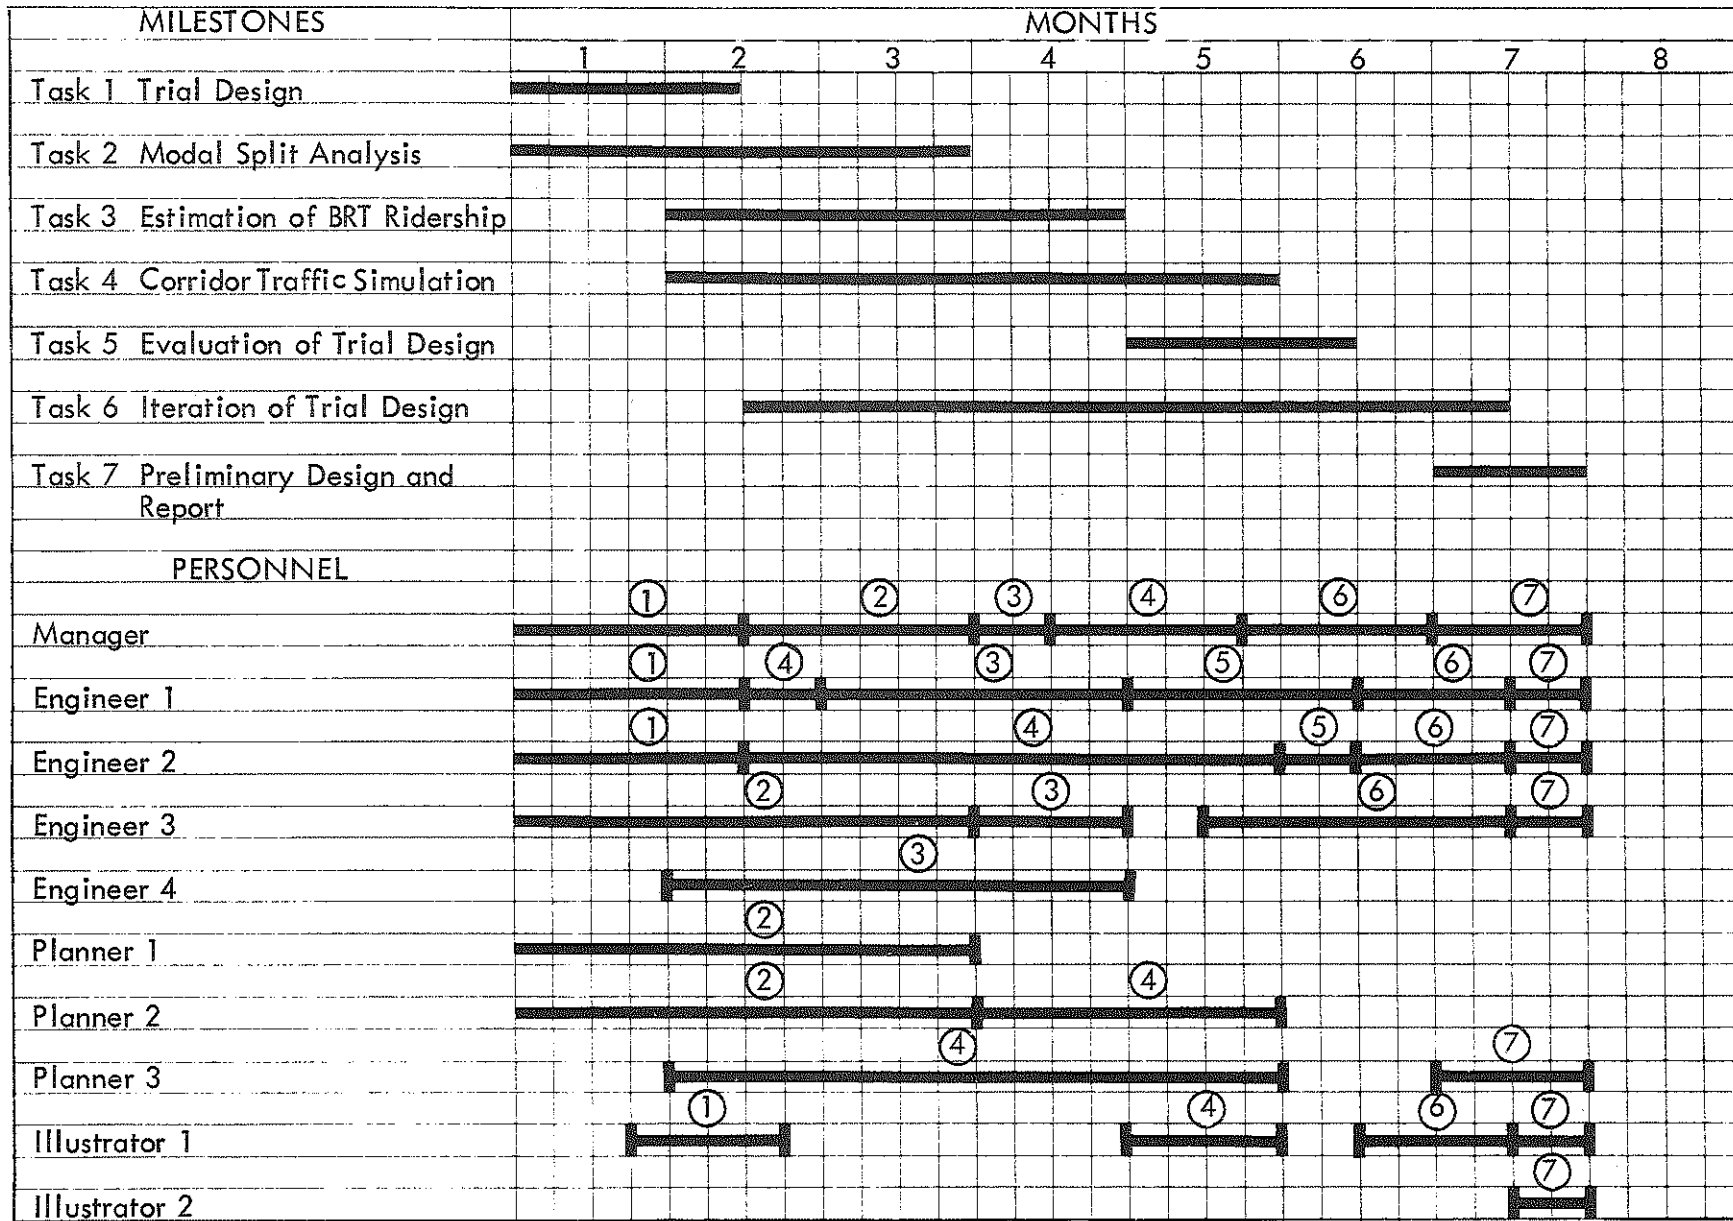 MILESTONES MONTHS
1 2 3 4 5 6 7 8
Task 1 Trial Design
Task 2 Modal Split Analysis
Task 3 Estimation of BRT Ridership
Task 4 Corridor Traffic Simulation
Task 5 Evaluation of Trial Design
Task 6 Iteration of Trial Design
Task 7 Preliminary Design and
Report
PERSONNEL
1 2 3 4 6 7
Manager
1 4 3 5 6 7
Engineer 1
1 4 5 6 7
Engineer 2
2 3 6 7
Engineer 3
3
Engineer 4
2
Planner 1
2 4
Planner 2
4 7
Planner 3
1 4 6 7
Illustrator 1
7
Illustrator 2